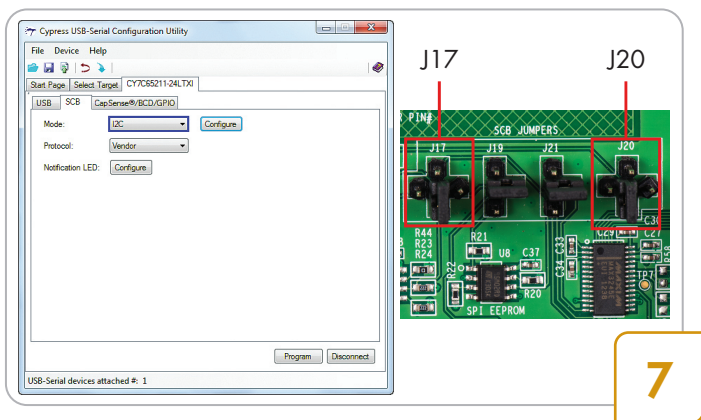 Cypress USB-Serial Configuration Utility
File Device Help
Start Page Select Target CY7C65211-24LTXI
USB SCB CapSense®/BCD/GPIO
Mode: I2C Configure
Protocol: Vendor
Notification LED: Configure
Program Disconnect
USB-Serial devices attached #: 1
J17 J20
R PIN#
SCB JUMPERS
J17 J19 J21 J20
R44
R23
R24
R21
R22
U8
C37
R20
C33
C34
C29
C30
C27
R58
TP7
SPI EEPROM
7